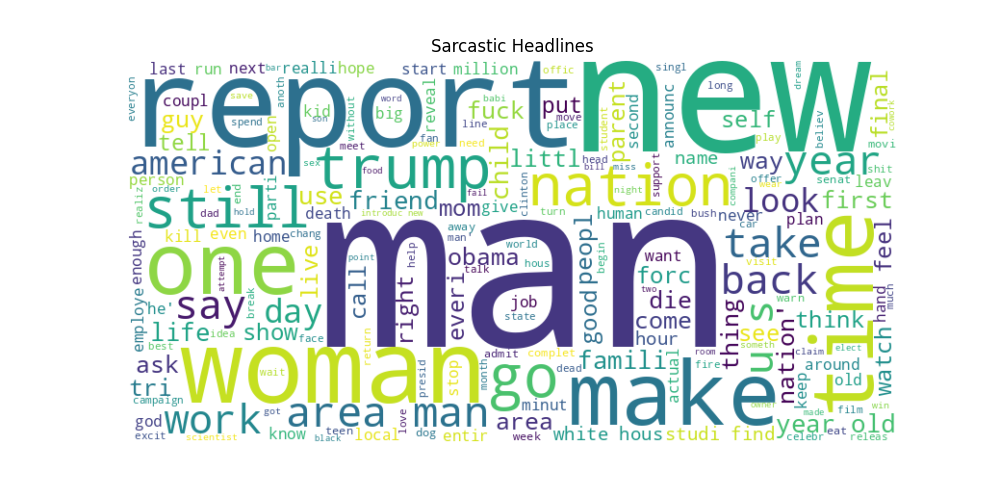 Sarcastic Headlines
everyon
last run next bar realli hope
start million
offic
singl
long
dream
report new
coupl
save
anoth
word
babi
reveal
fuck
put
move
parent
second
announc
self
final
comork
guy
spend
open
kid
son
without
big
fan
line
place
student
believ
play
movi
tell
meet
power
need
american
sex
food
trump
child
littl
head
bill
miss
support
name
way
year
shit
person
order
let
end
parti
use
friend
fail
nation
night
compani
wear
offer
senat
look
leav
first
realiz
still
dad
hold
death
introduc new
mom
give
clinton
turn
human
candid
bush
never
car
plan
kill
even
home
chang
man
away
man
world
hous
begin
peopl
want
take
time
enough
one
attempt
live
point
call
right
help
obama
talk
everi
job
state
good
forc
two
die
back
visit
warn
hand
feel
much
employe
he'
say
break
day
come
thing
us
nation'
think
watch
life
idea
show
face
hour
see
someth
elect
best
return
admit
complet
famili
room
claim
ask
woman
wait
presid
stop
month
go
dead
make
fire
actual
around
tri
keep
old
campaign
god
work
got
area man
love
minut
area
owner
made
film
win
year old
excit
scientist
know
black
teen
local
dog
entir
week
white hous
studi find
celebr
eat
releas